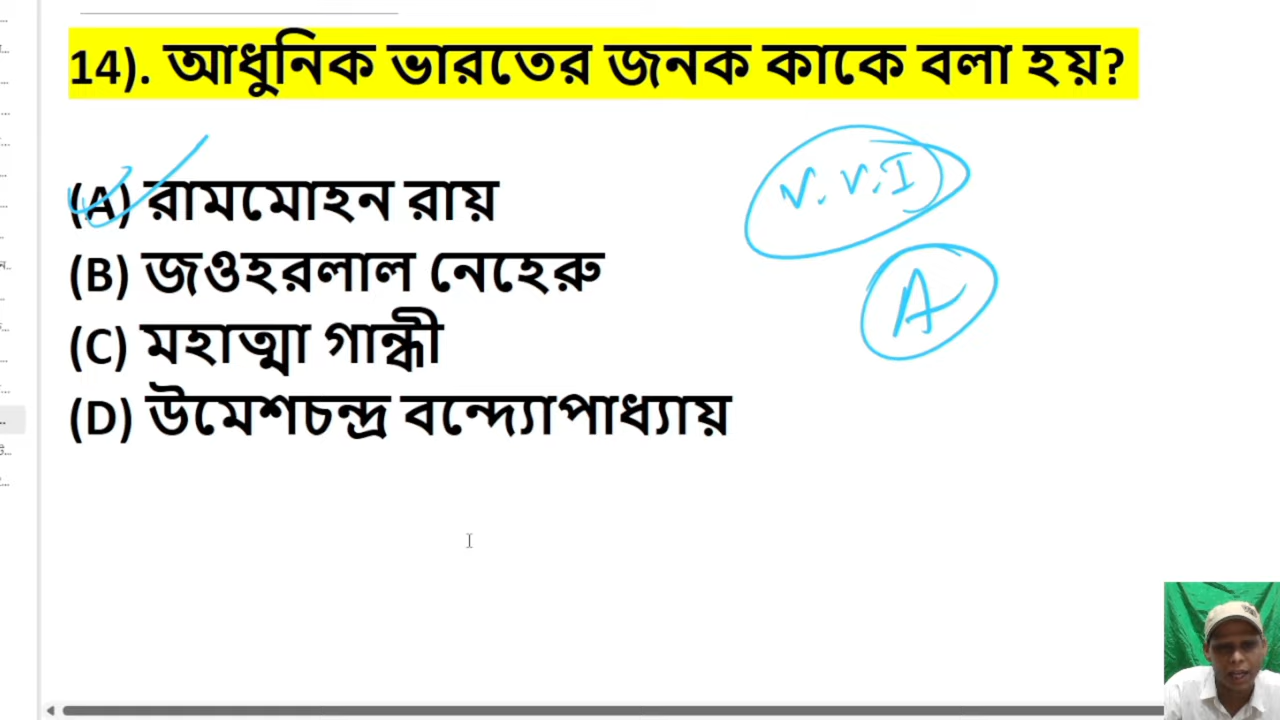 14). আধুনিক ভারতের জনক কাকে বলা হয়?
(A) রামমোহন রায়
V.V.I
(B) জওহরলাল নেহেরু
A
(C) মহাত্মা গান্ধী
(D) উমেশচন্দ্র বন্দ্যোপাধ্যায়